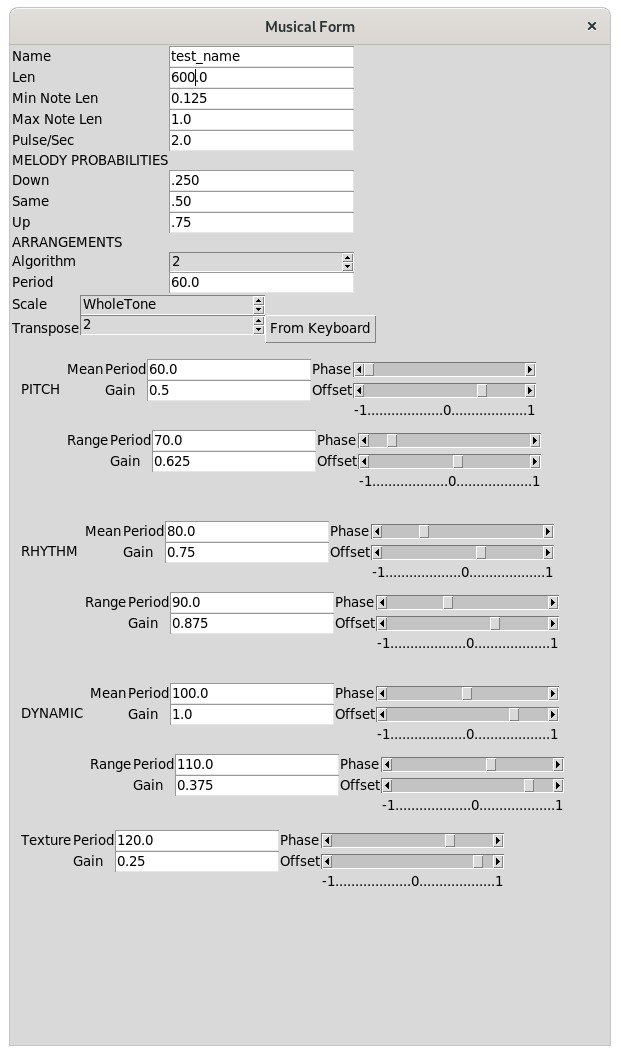 Musical Form ×
Name test_name
Len 600.0
Min Note Len 0.125
Max Note Len 1.0
Pulse/Sec 2.0
MELODY PROBABILITIES
Down .250
Same .50
Up .75
ARRANGEMENTS
Algorithm 2
Period 60.0
Scale WholeTone
Transpose 2 From Keyboard
Mean Period 60.0 Phase
PITCH Gain 0.5 Offset
-1.....................0...................1
Range Period 70.0 Phase
Gain 0.625 Offset
-1.....................0...................1
Mean Period 80.0 Phase
RHYTHM Gain 0.75 Offset
-1.....................0...................1
Range Period 90.0 Phase
Gain 0.875 Offset
-1.....................0...................1
Mean Period 100.0 Phase
DYNAMIC Gain 1.0 Offset
-1.....................0...................1
Range Period 110.0 Phase
Gain 0.375 Offset
-1.....................0...................1
Texture Period 120.0 Phase
Gain 0.25 Offset
-1.....................0...................1